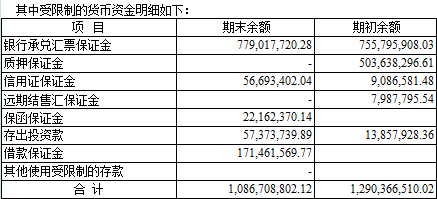 其中受限制的货币资金明细如下：
项 目 期末余额 期初余额
银行承兑汇票保证金 779,017,720.28 755,795,908.03
质押保证金 - 503,638,296.61
信用证保证金 56,693,402.04 9,086,581.48
远期结售汇保证金 - 7,987,795.54
保函保证金 22,162,370.14
存出投资款 57,373,739.89 13,857,928.36
借款保证金 171,461,569.77
其他使用受限制的存款 -
合 计 1,086,708,802.12 1,290,366,510.02